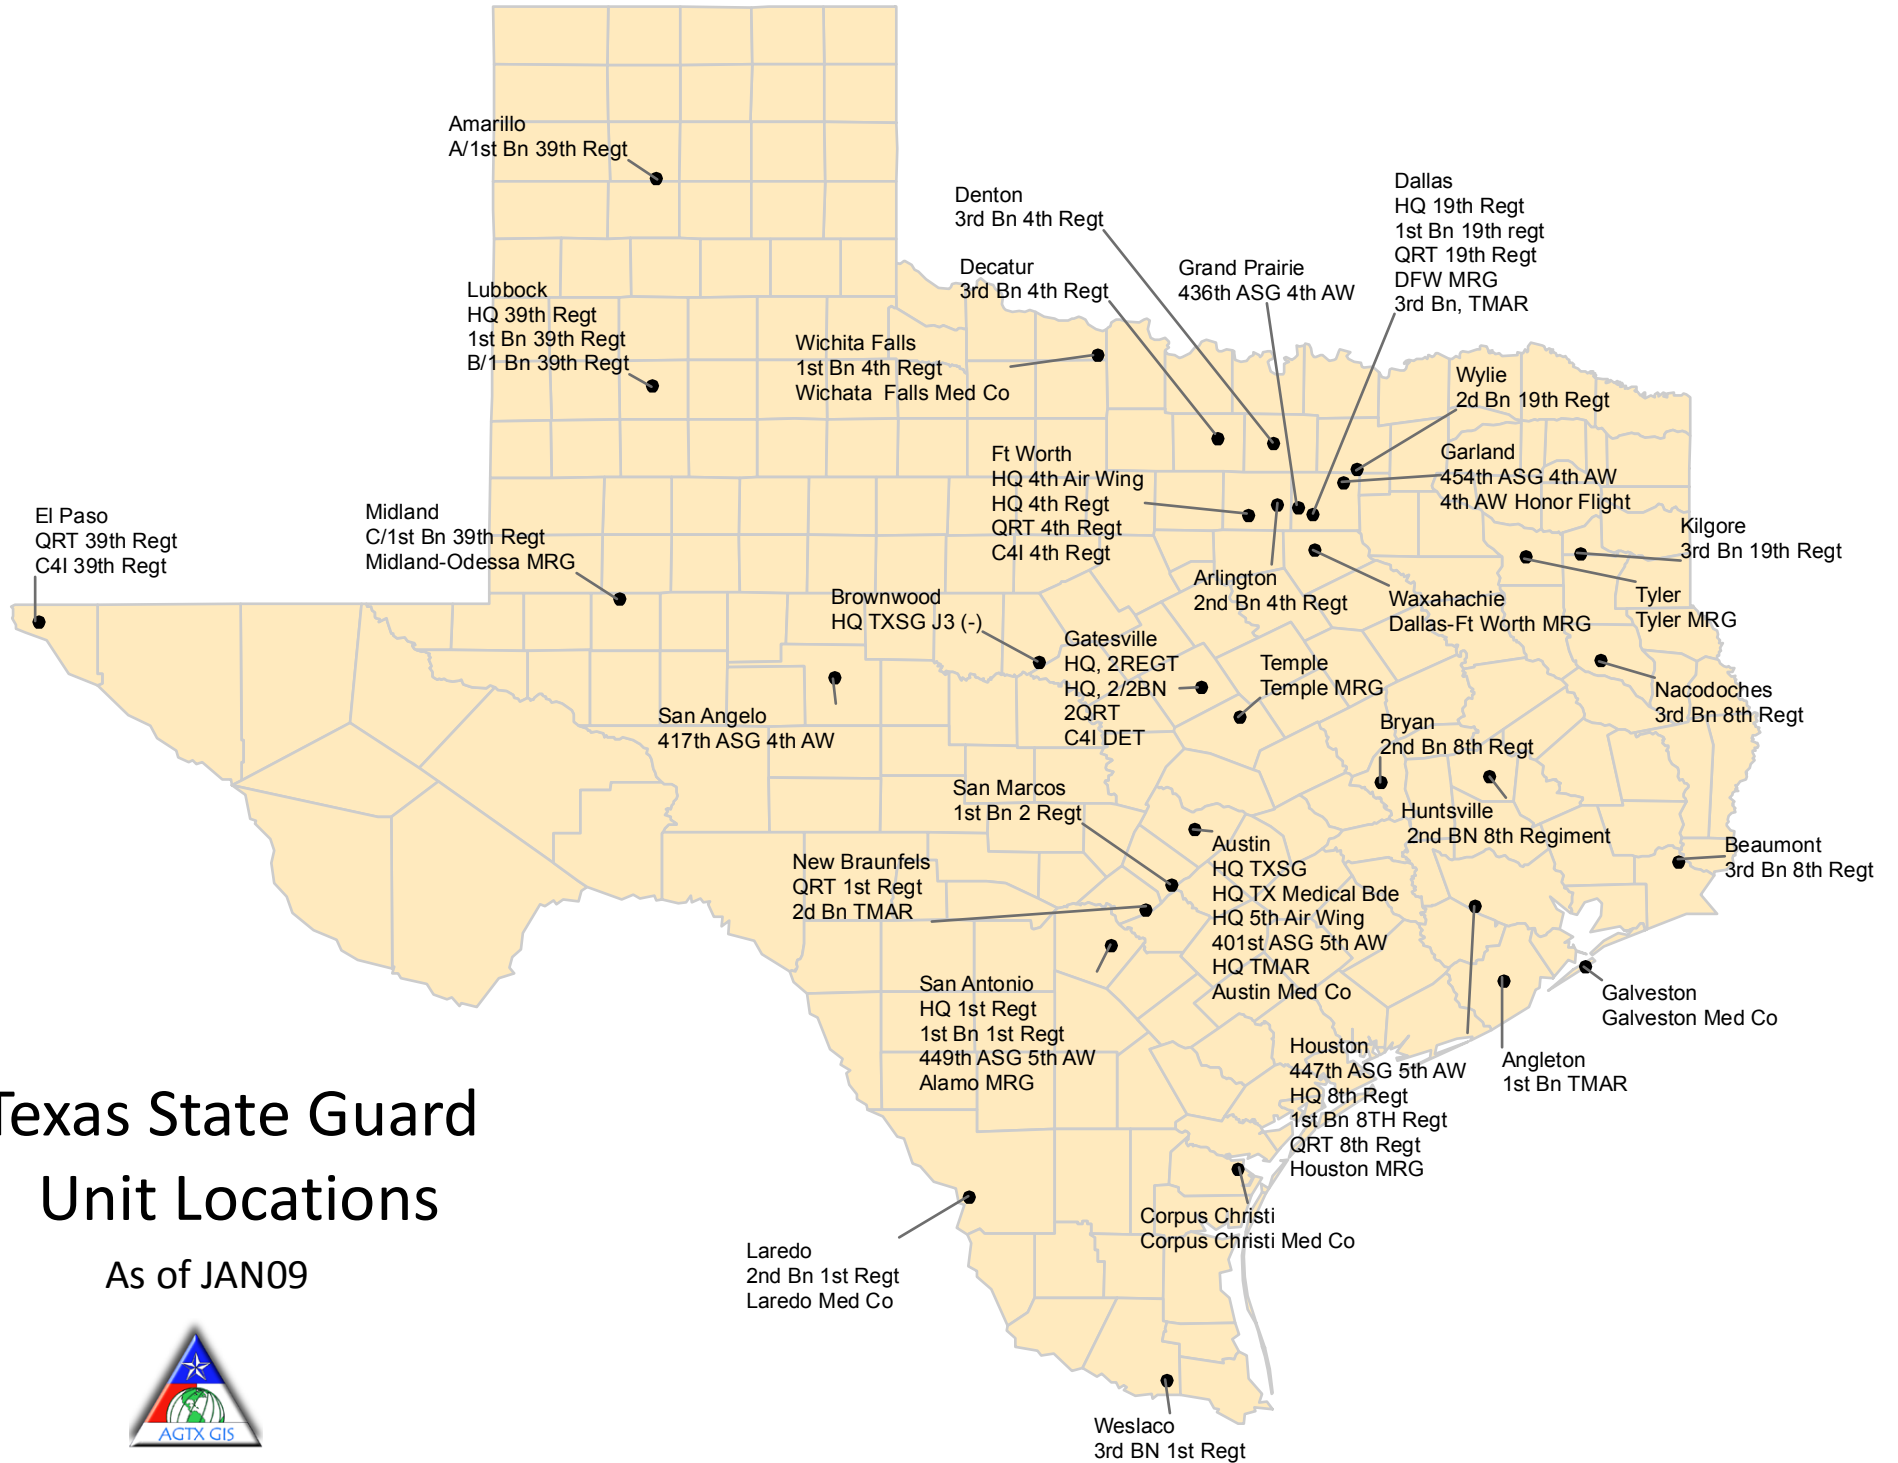 Amarillo
A/1st Bn 39th Regt
Denton
3rd Bn 4th Regt
Dallas
HQ 19th Regt
1st Bn 19th regt
QRT 19th Regt
DFW MRG
3rd Bn, TMAR
Decatur
3rd Bn 4th Regt
Grand Prairie
436th ASG 4th AW
Lubbock
HQ 39th Regt
1st Bn 39th Regt
B/1 Bn 39th Regt
Wichita Falls
1st Bn 4th Regt
Wichata  Falls Med Co
Wylie
2d Bn 19th Regt
Ft Worth
HQ 4th Air Wing
HQ 4th Regt
QRT 4th Regt
C4I 4th Regt
Garland
454th ASG 4th AW
4th AW Honor Flight
El Paso
QRT 39th Regt
C4I 39th Regt
Midland
C/1st Bn 39th Regt
Midland-Odessa MRG
Kilgore
3rd Bn 19th Regt
Arlington
2nd Bn 4th Regt
Waxahachie
Dallas-Ft Worth MRG
Tyler
Tyler MRG
Brownwood
HQ TXSG J3 (-)
Gatesville
HQ, 2REGT
HQ, 2/2BN
2QRT
C4I DET
Temple
Temple MRG
Nacodoches
3rd Bn 8th Regt
San Angelo
417th ASG 4th AW
Bryan
2nd Bn 8th Regt
San Marcos
1st Bn 2 Regt
Huntsville
2nd BN 8th Regiment
Austin
HQ TXSG
HQ TX Medical Bde
HQ 5th Air Wing
401st ASG 5th AW
HQ TMAR
Austin Med Co
Beaumont
3rd Bn 8th Regt
New Braunfels
QRT 1st Regt
2d Bn TMAR
San Antonio
HQ 1st Regt
1st Bn 1st Regt
449th ASG 5th AW
Alamo MRG
Galveston
Galveston Med Co
Houston
447th ASG 5th AW
HQ 8th Regt
1st Bn 8TH Regt
QRT 8th Regt
Houston MRG
Angleton
1st Bn TMAR
Texas State Guard
Unit Locations
As of JAN09
Corpus Christi
Corpus Christi Med Co
Laredo
2nd Bn 1st Regt
Laredo Med Co
AGTX GIS
Weslaco
3rd BN 1st Regt